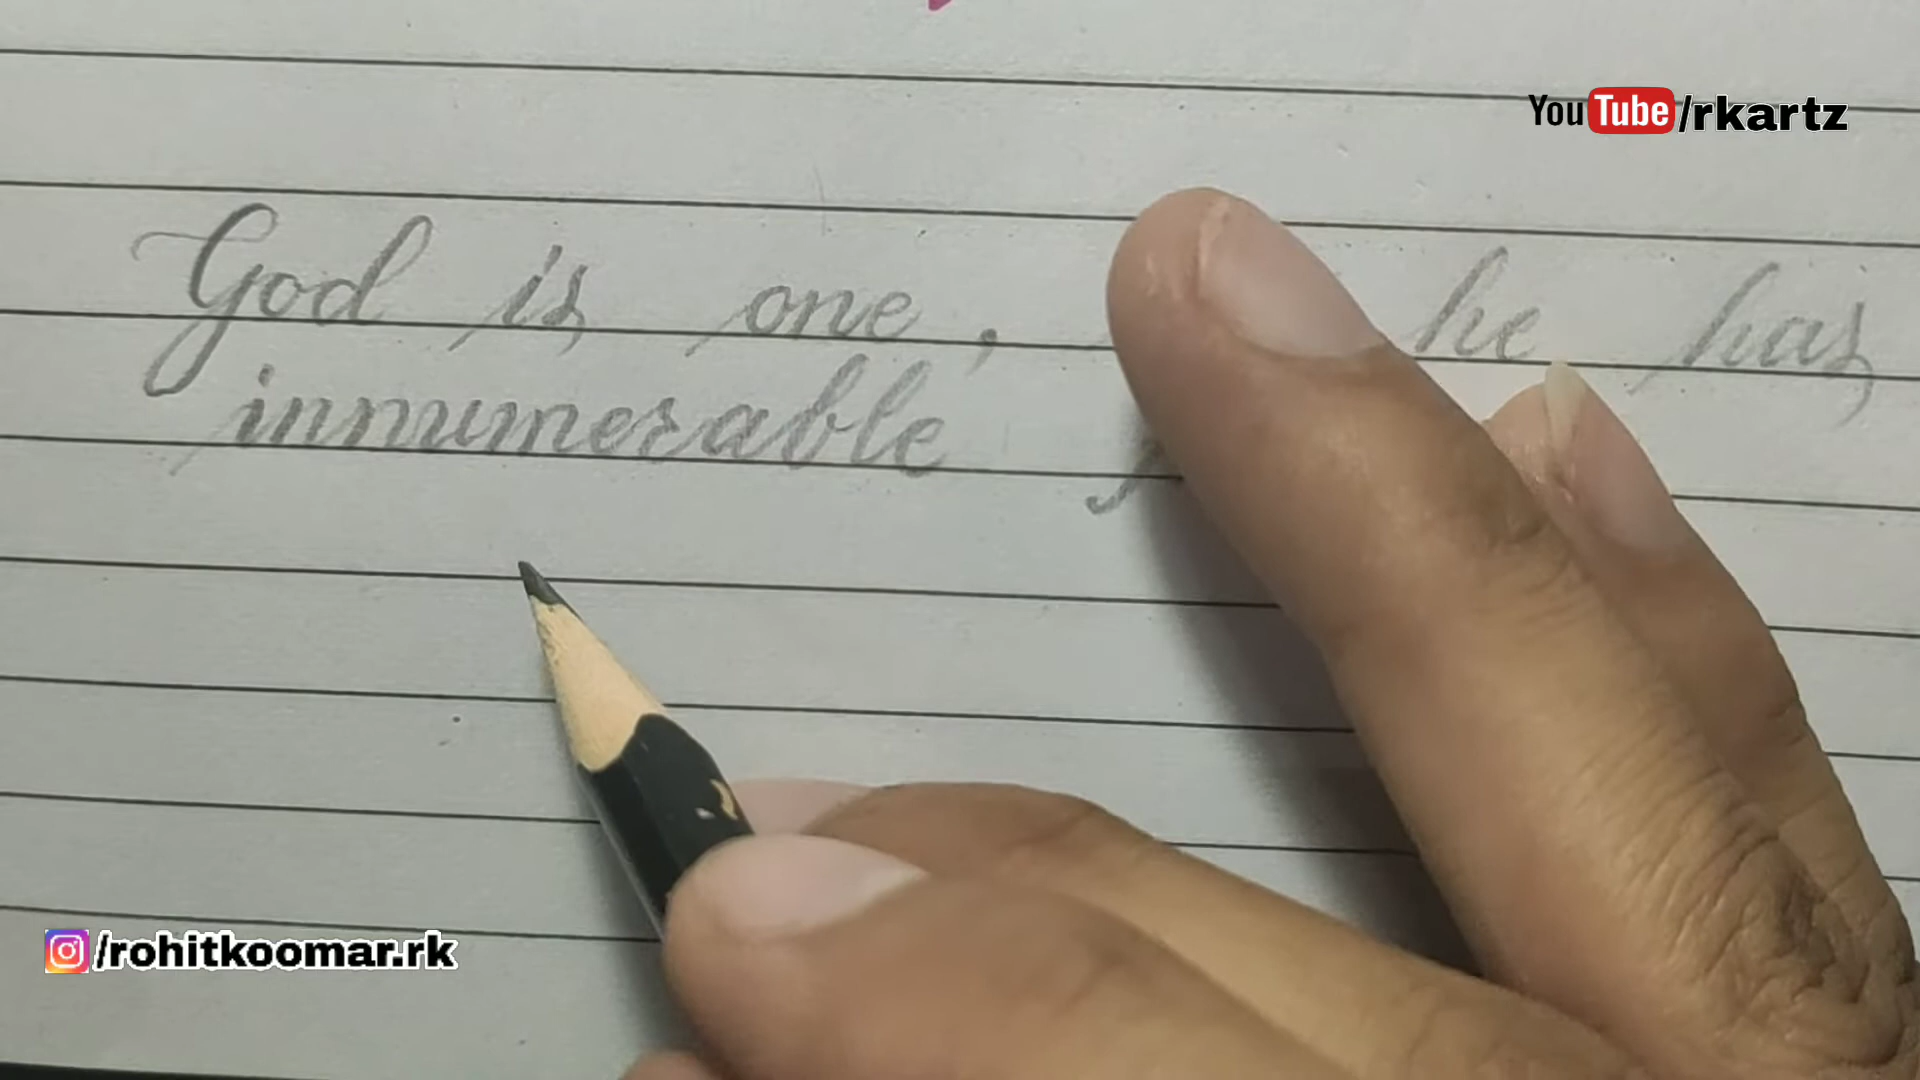 YouTube/rkartz
God is one, he has
innumerable
/rohitkoomar.rk